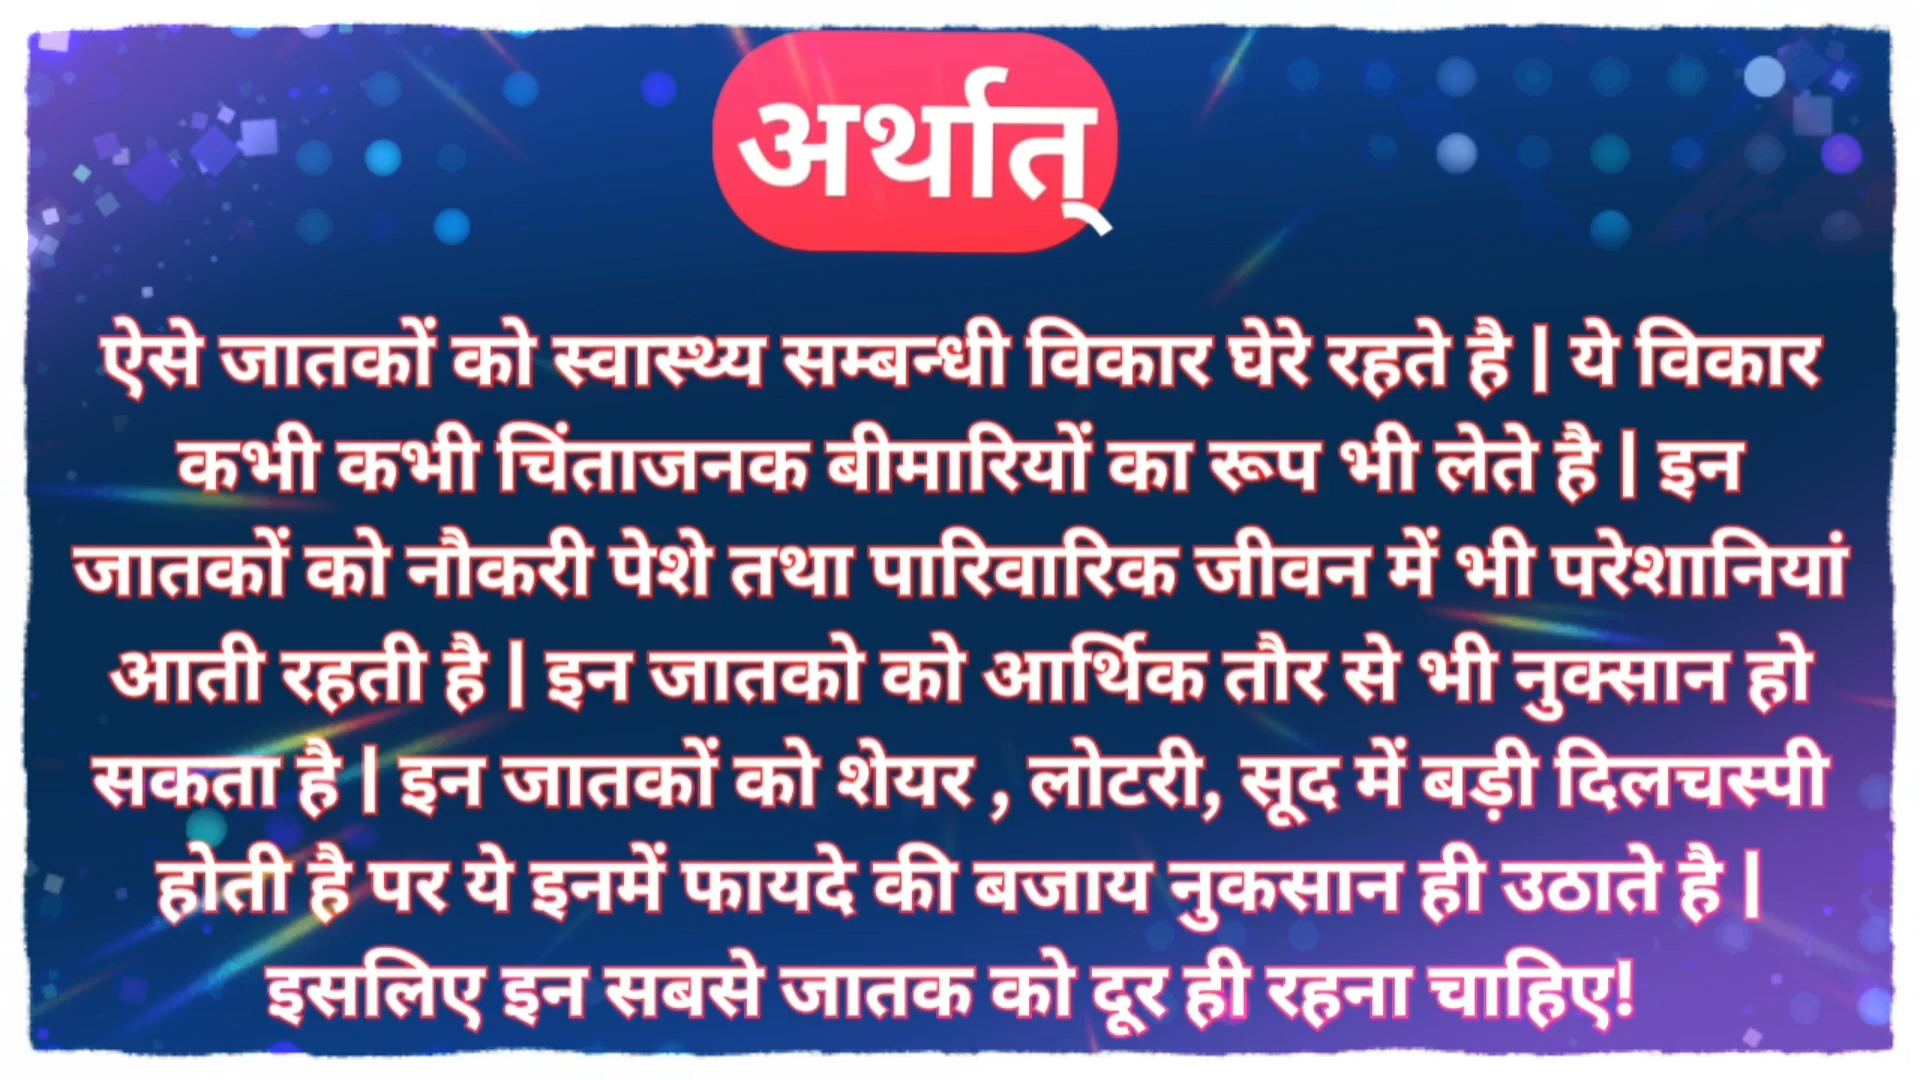 अर्थात्
ऐसे जातकों को स्वास्थ्य सम्बन्धी विकार घेरे रहते है | ये विकार
कभी कभी चिंताजनक बीमारियों का रूप भी लेते है | इन
जातकों को नौकरी पेशे तथा पारिवारिक जीवन में भी परेशानियां
आती रहती है | इन जातको को आर्थिक तौर से भी नुक्सान हो
सकता है | इन जातकों को शेयर , लोटरी, सूद में बड़ी दिलचस्पी
होती है पर ये इनमें फायदे की बजाय नुकसान ही उठाते है |
इसलिए इन सबसे जातक को दूर ही रहना चाहिए!